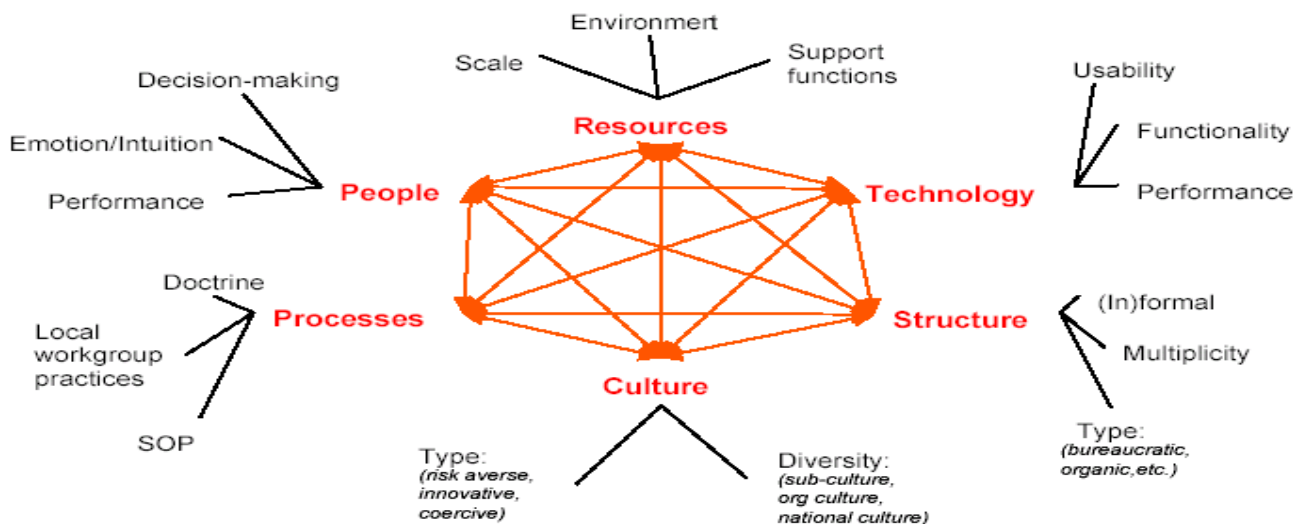 Environmert
Scale
Support
functions
Usability
Decision-making
Functionality
Emotion/Intuition
Resources
Performance
People
Technology
Performance
Doctrine
(In)formal
Processes
Structure
Local
workgroup
practices
Multiplicity
Culture
SOP
Type:
(bureaucratic,
organic,etc.)
Type:
(risk averse,
innovative,
coercive)
Diversity:
(sub-culture,
org culture,
national culture)